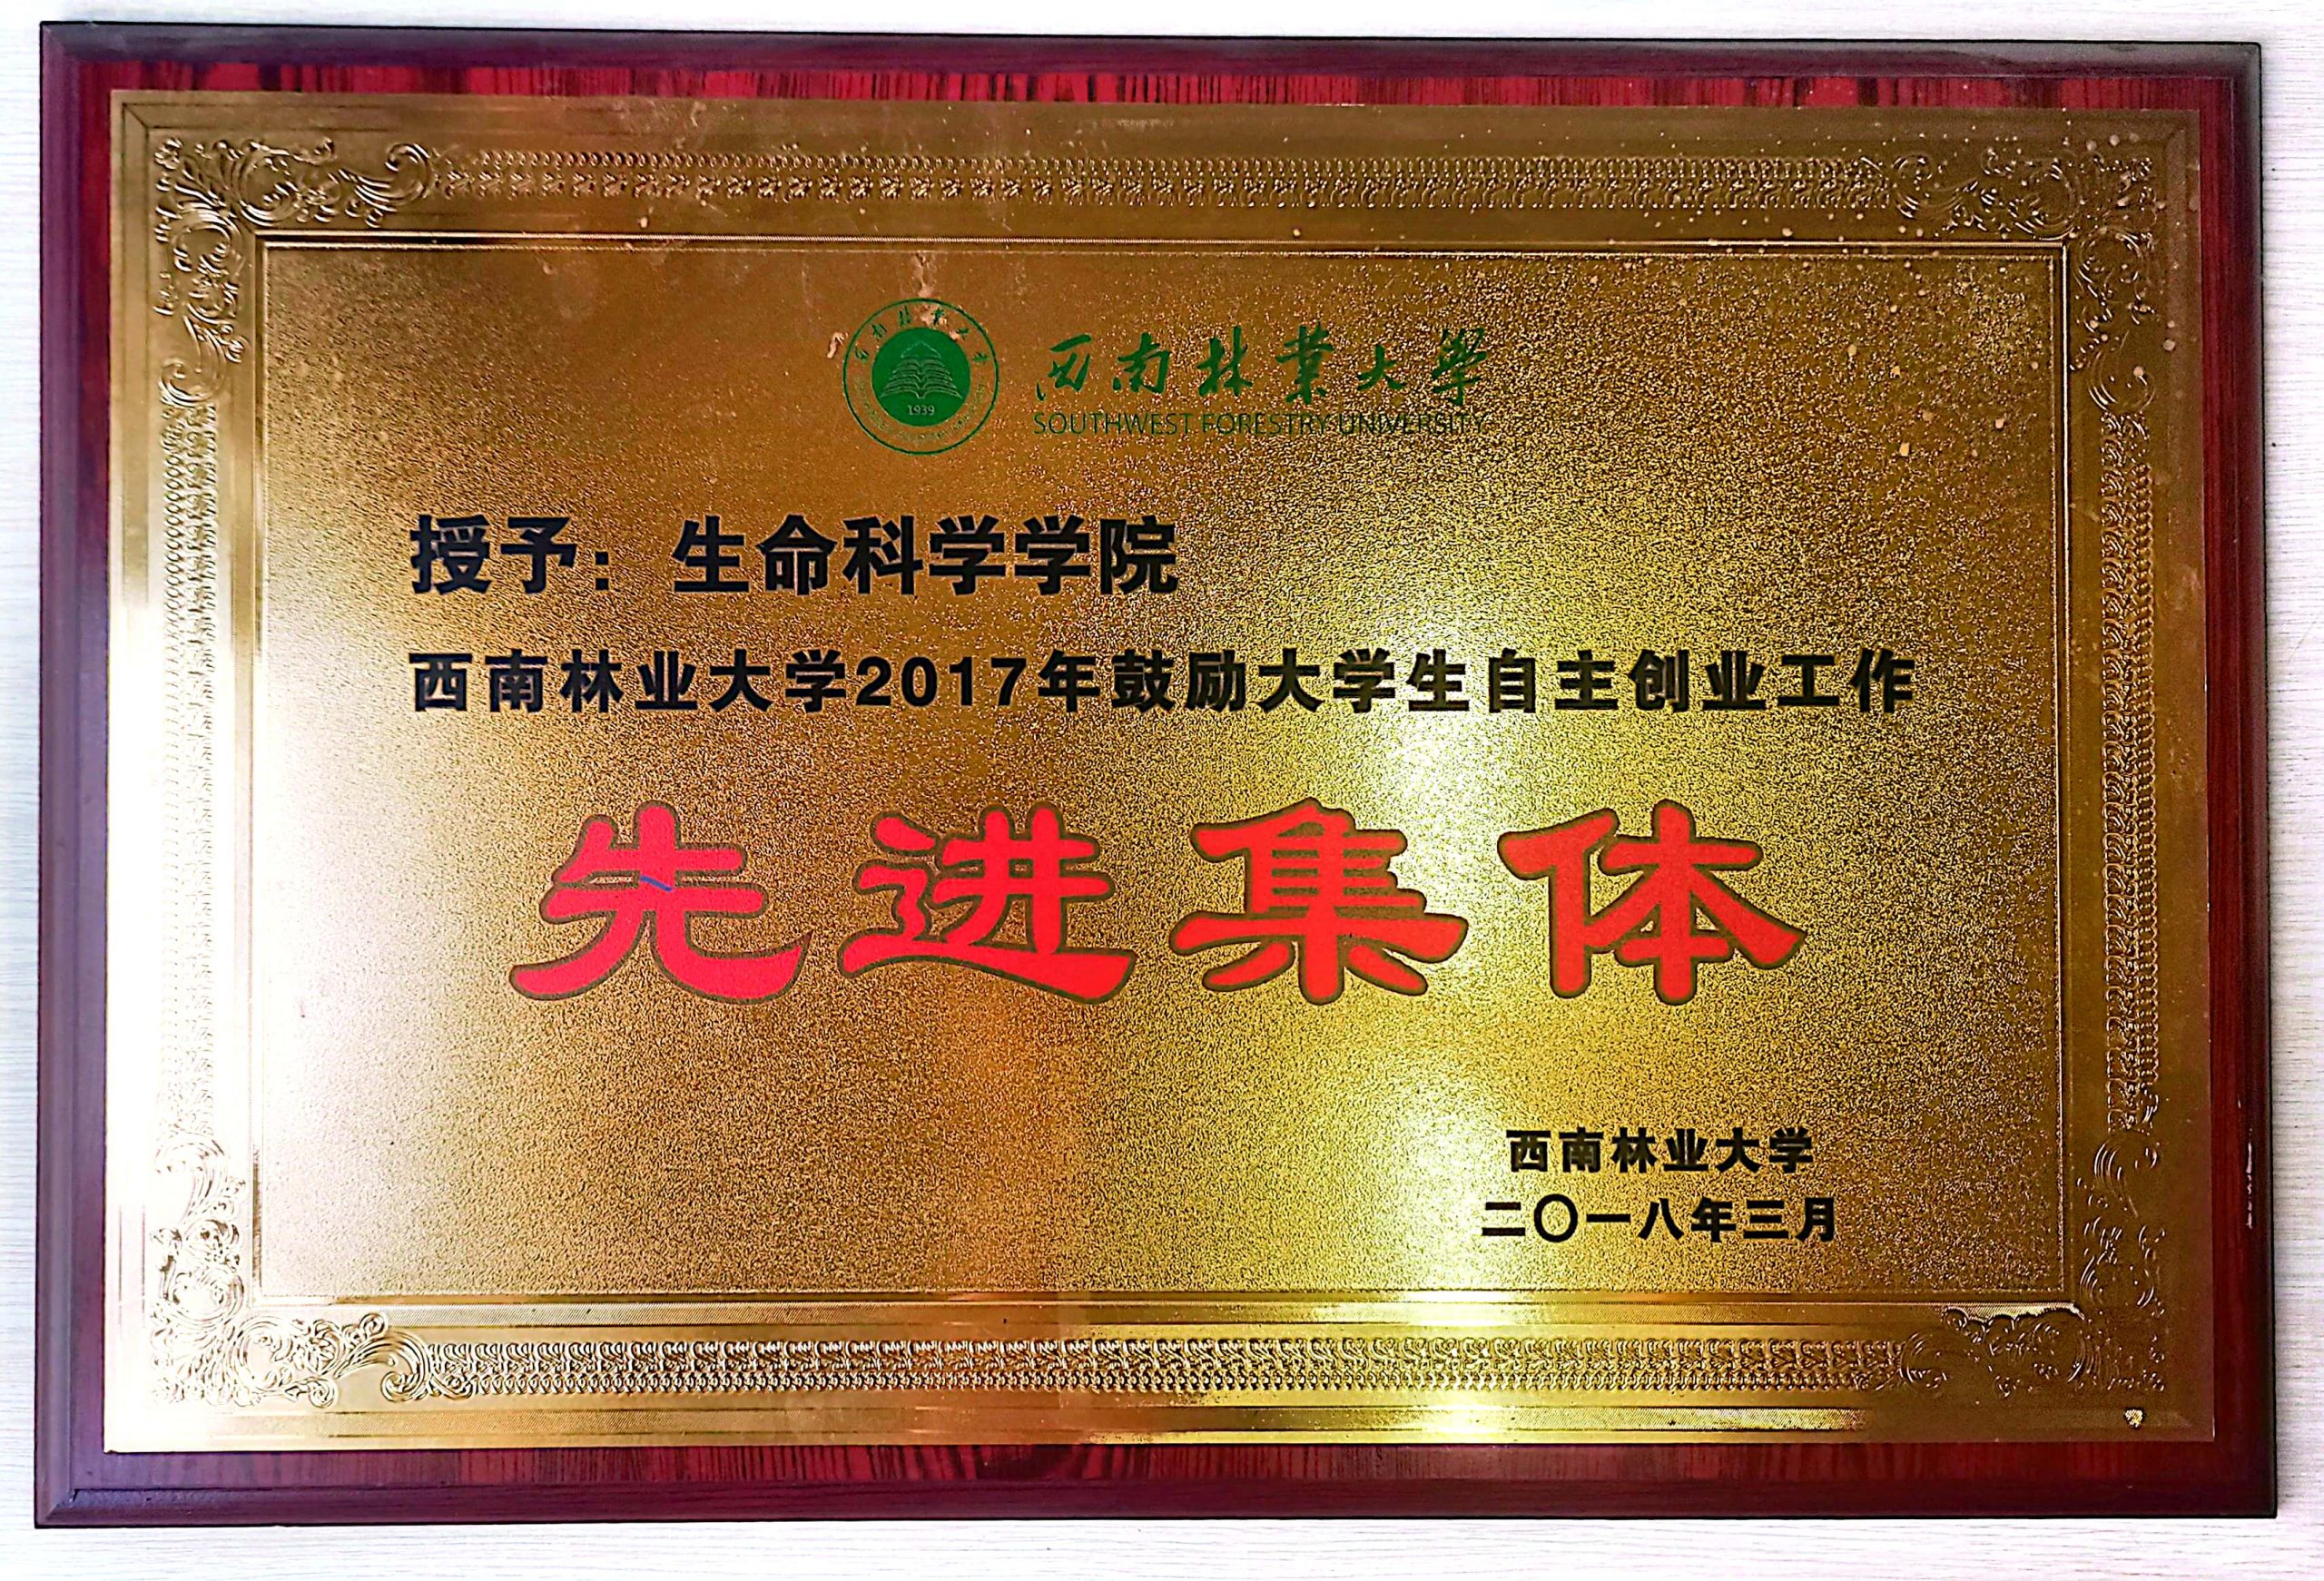 西南林業大學
SOUTHWEST FORESTRY UNIVERSITY
1939
授予：生命科学学院
西南林业大学2017年鼓励大学生自主创业工作
先进集体
西南林业大学
二〇一八年三月